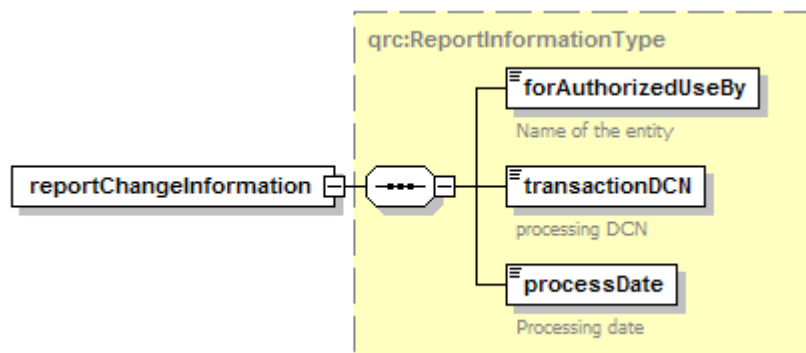 qrc:ReportInformationType
forAuthorizedUseBy
Name of the entity
reportChangeInformation
transactionDCN
processing DCN
processDate
Processing date